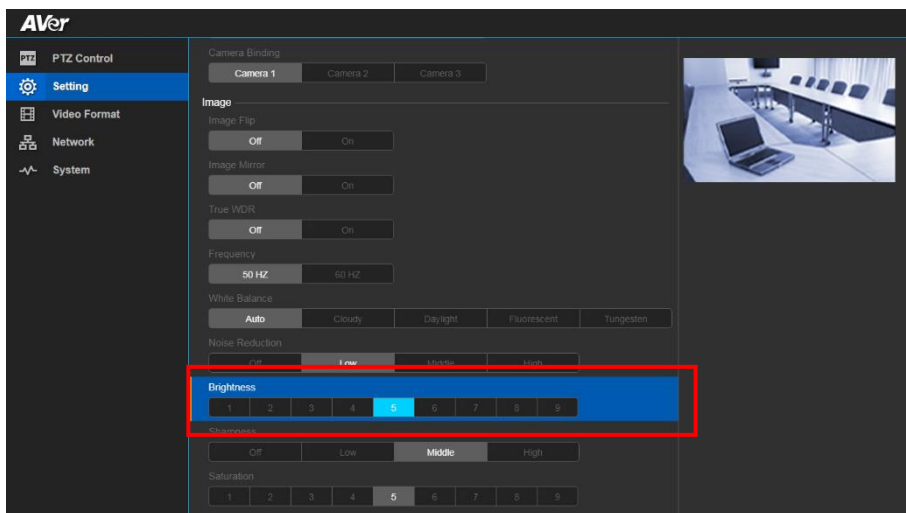 AVer
PTZ PTZ Control
Setting
Video Format
Network
System
Camera Binding
Camera 1 Camera 2 Camera 3
Image
Image Flip
Off On
Image Mirror
Off On
True WDR
Off On
Frequency
50 HZ 60 HZ
White Balance
Auto Cloudy Daylight Fluorescent Tungesten
Noise Reduction
Off Low Middle High
Brightness
1 2 3 4 5 6 7 8 9
Sharpness
Off Low Middle High
Saturation
1 2 3 4 5 6 7 8 9